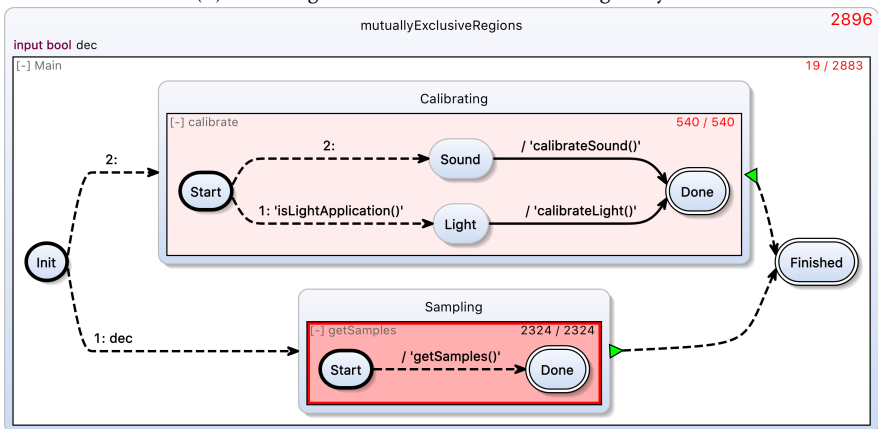 mutuallyExclusiveRegions
2896
input bool dec
[-] Main
19 / 2883
Calibrating
[-] calibrate
540 / 540
2:
2:
Sound
/ 'calibrateSound()'
Start
Done
1: 'isLightApplication()'
Light
/ 'calibrateLight()'
Init
Finished
Sampling
1: dec
[-] getSamples
2324 / 2324
Start
/ 'getSamples()'
Done